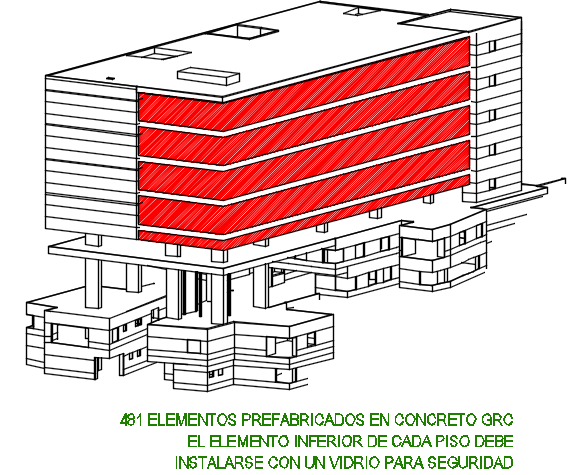 481 ELEMENTOS PREFABRICADOS EN CONCRETO GRC
EL ELEMENTO INFERIOR DE CADA PISO DEBE
INSTALARSE CON UN VIDRIO PARA SEGURIDAD